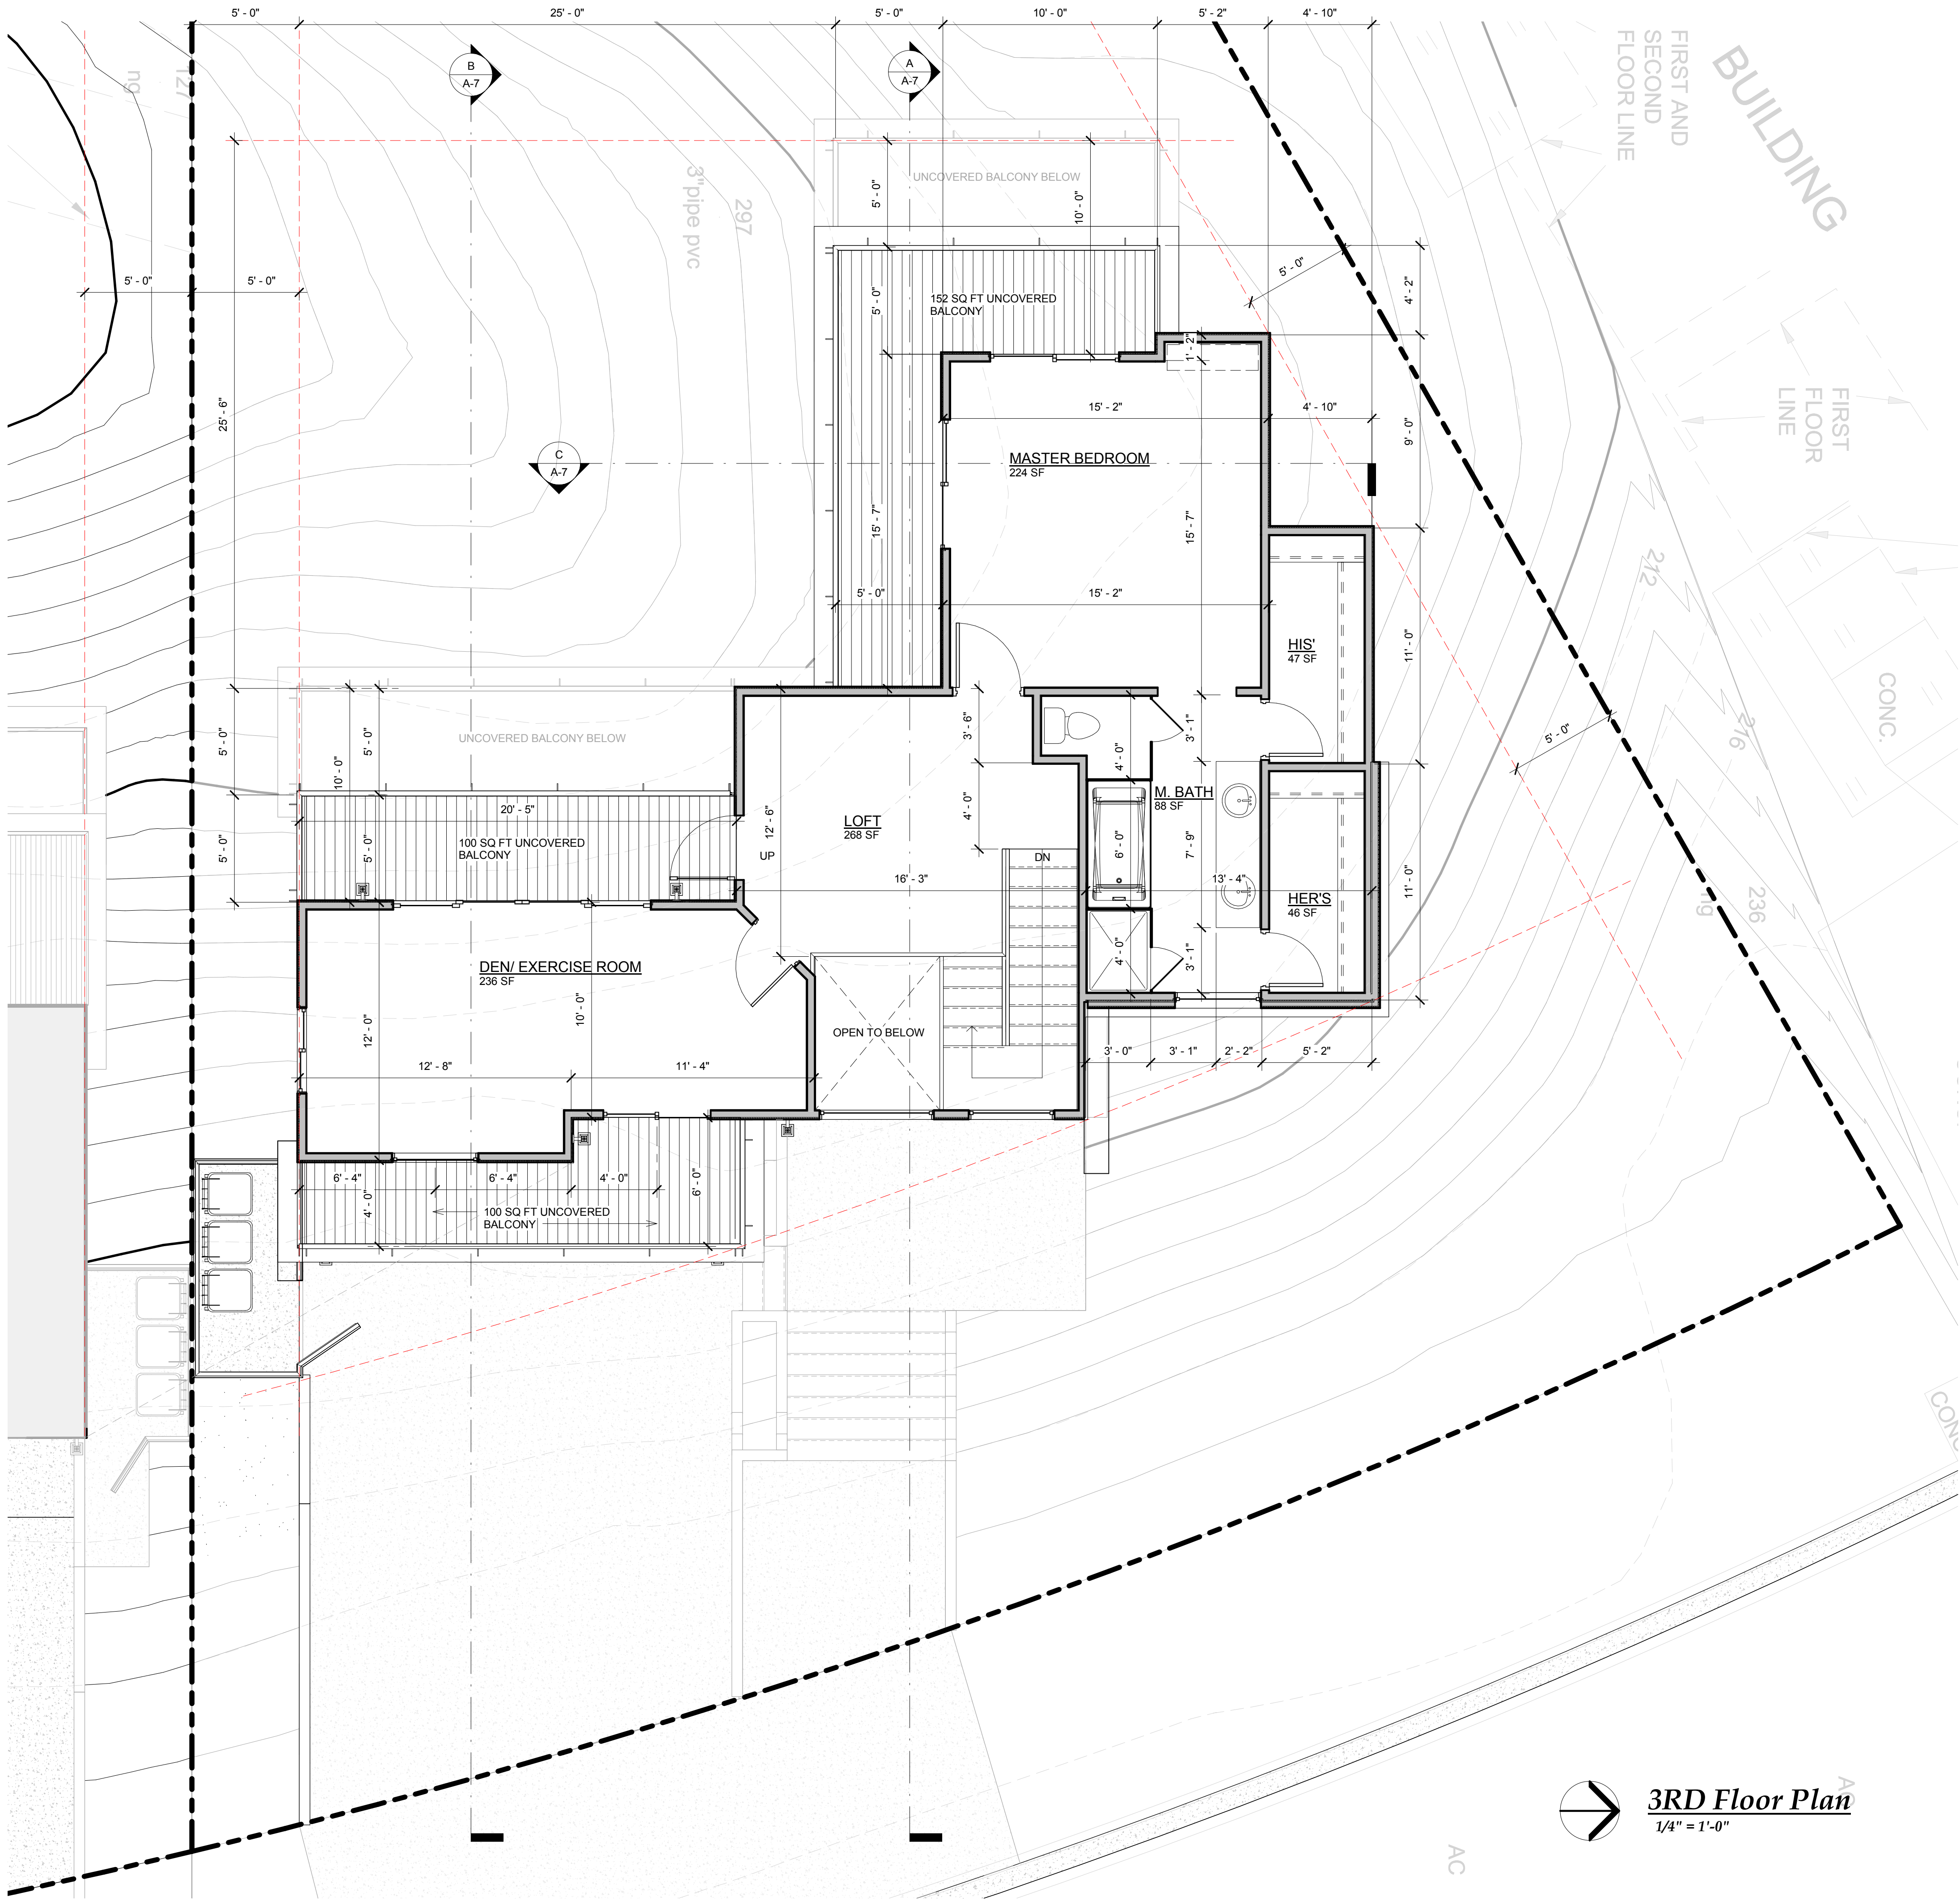 5' - 0"
25' - 0"
5' - 0"
10' - 0"
5' - 2"
4' - 10"
B
A-7
A
A-7
FIRST AND
SECOND
FLOOR LINE
BUILDING
127
ng
3"pipe pvc
297
UNCOVERED BALCONY BELOW
5' - 0"
10' - 0"
5' - 0"
5' - 0"
5' - 0"
4' - 2"
5' - 0"
152 SQ FT UNCOVERED
BALCONY
1' - 2"
25' - 6"
15' - 2"
4' - 10"
9' - 0"
FIRST
FLOOR
LINE
C
A-7
MASTER BEDROOM
224 SF
15' - 7"
15' - 7"
5' - 0"
15' - 2"
212
HIS'
47 SF
11' - 0"
CONC.
216
5' - 0"
UNCOVERED BALCONY BELOW
5' - 0"
5' - 0"
10' - 0"
3' - 6"
4' - 0"
3' - 1"
20' - 5"
12' - 6"
4' - 0"
M. BATH
88 SF
LOFT
268 SF
100 SQ FT UNCOVERED
BALCONY
5' - 0"
5' - 0"
UP
DN
6' - 0"
7' - 9"
16' - 3"
13' - 4"
11' - 0"
HER'S
46 SF
236
ng
DEN/ EXERCISE ROOM
236 SF
4' - 0"
3' - 1"
10' - 0"
12' - 0"
OPEN TO BELOW
12' - 8"
11' - 4"
3' - 0"
3' - 1"
2' - 2"
5' - 2"
6' - 4"
6' - 4"
4' - 0"
4' - 0"
6' - 0"
100 SQ FT UNCOVERED
BALCONY
3RD Floor Plan
1/4" = 1'-0"
AC